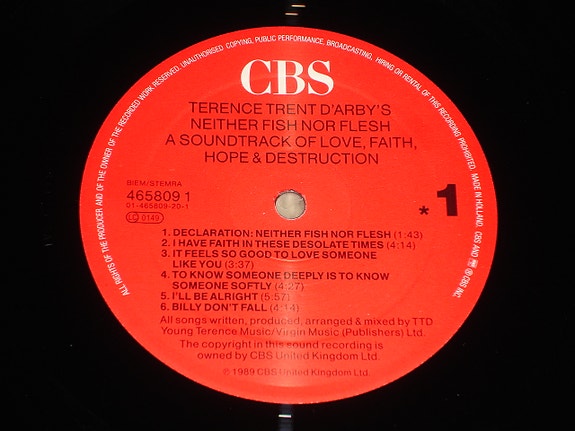 ALL RIGHTS OF THE PRODUCER AND OF THE OWNER OF THE RECORDED WORK RESERVED. UNAUTHORISED COPYING, PUBLIC PERFORMANCE, BROADCASTING, HIRING OR RENTAL OF THIS RECORDING PROHIBITED. MADE IN HOLLAND. CBS AND ® CBS INC.
CBS
TERENCE TRENT D'ARBY'S
NEITHER FISH NOR FLESH
A SOUNDTRACK OF LOVE, FAITH,
HOPE & DESTRUCTION
BIEM/STEMRA
465809 1
01-465809-20-1
LC 0149
* 1
1. DECLARATION: NEITHER FISH NOR FLESH (1:43)
2. I HAVE FAITH IN THESE DESOLATE TIMES (4:14)
3. IT FEELS SO GOOD TO LOVE SOMEONE
LIKE YOU (3:37)
4. TO KNOW SOMEONE DEEPLY IS TO KNOW
SOMEONE SOFTLY (4:27)
5. I'LL BE ALRIGHT (5:57)
6. BILLY DON'T FALL (4:14)
All songs written, produced, arranged & mixed by TTD
Young Terence Music/Virgin Music (Publishers) Ltd.
The copyright in this sound recording is
owned by CBS United Kingdom Ltd.
℗ 1989 CBS United Kingdom Ltd.